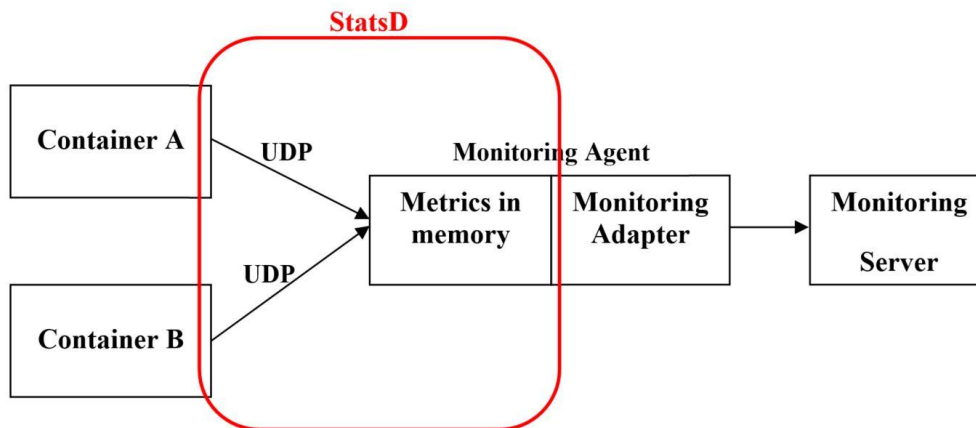 StatsD
Container A
UDP
Monitoring Agent
Metrics in
memory
Monitoring
Adapter
Monitoring
Server
UDP
Container B